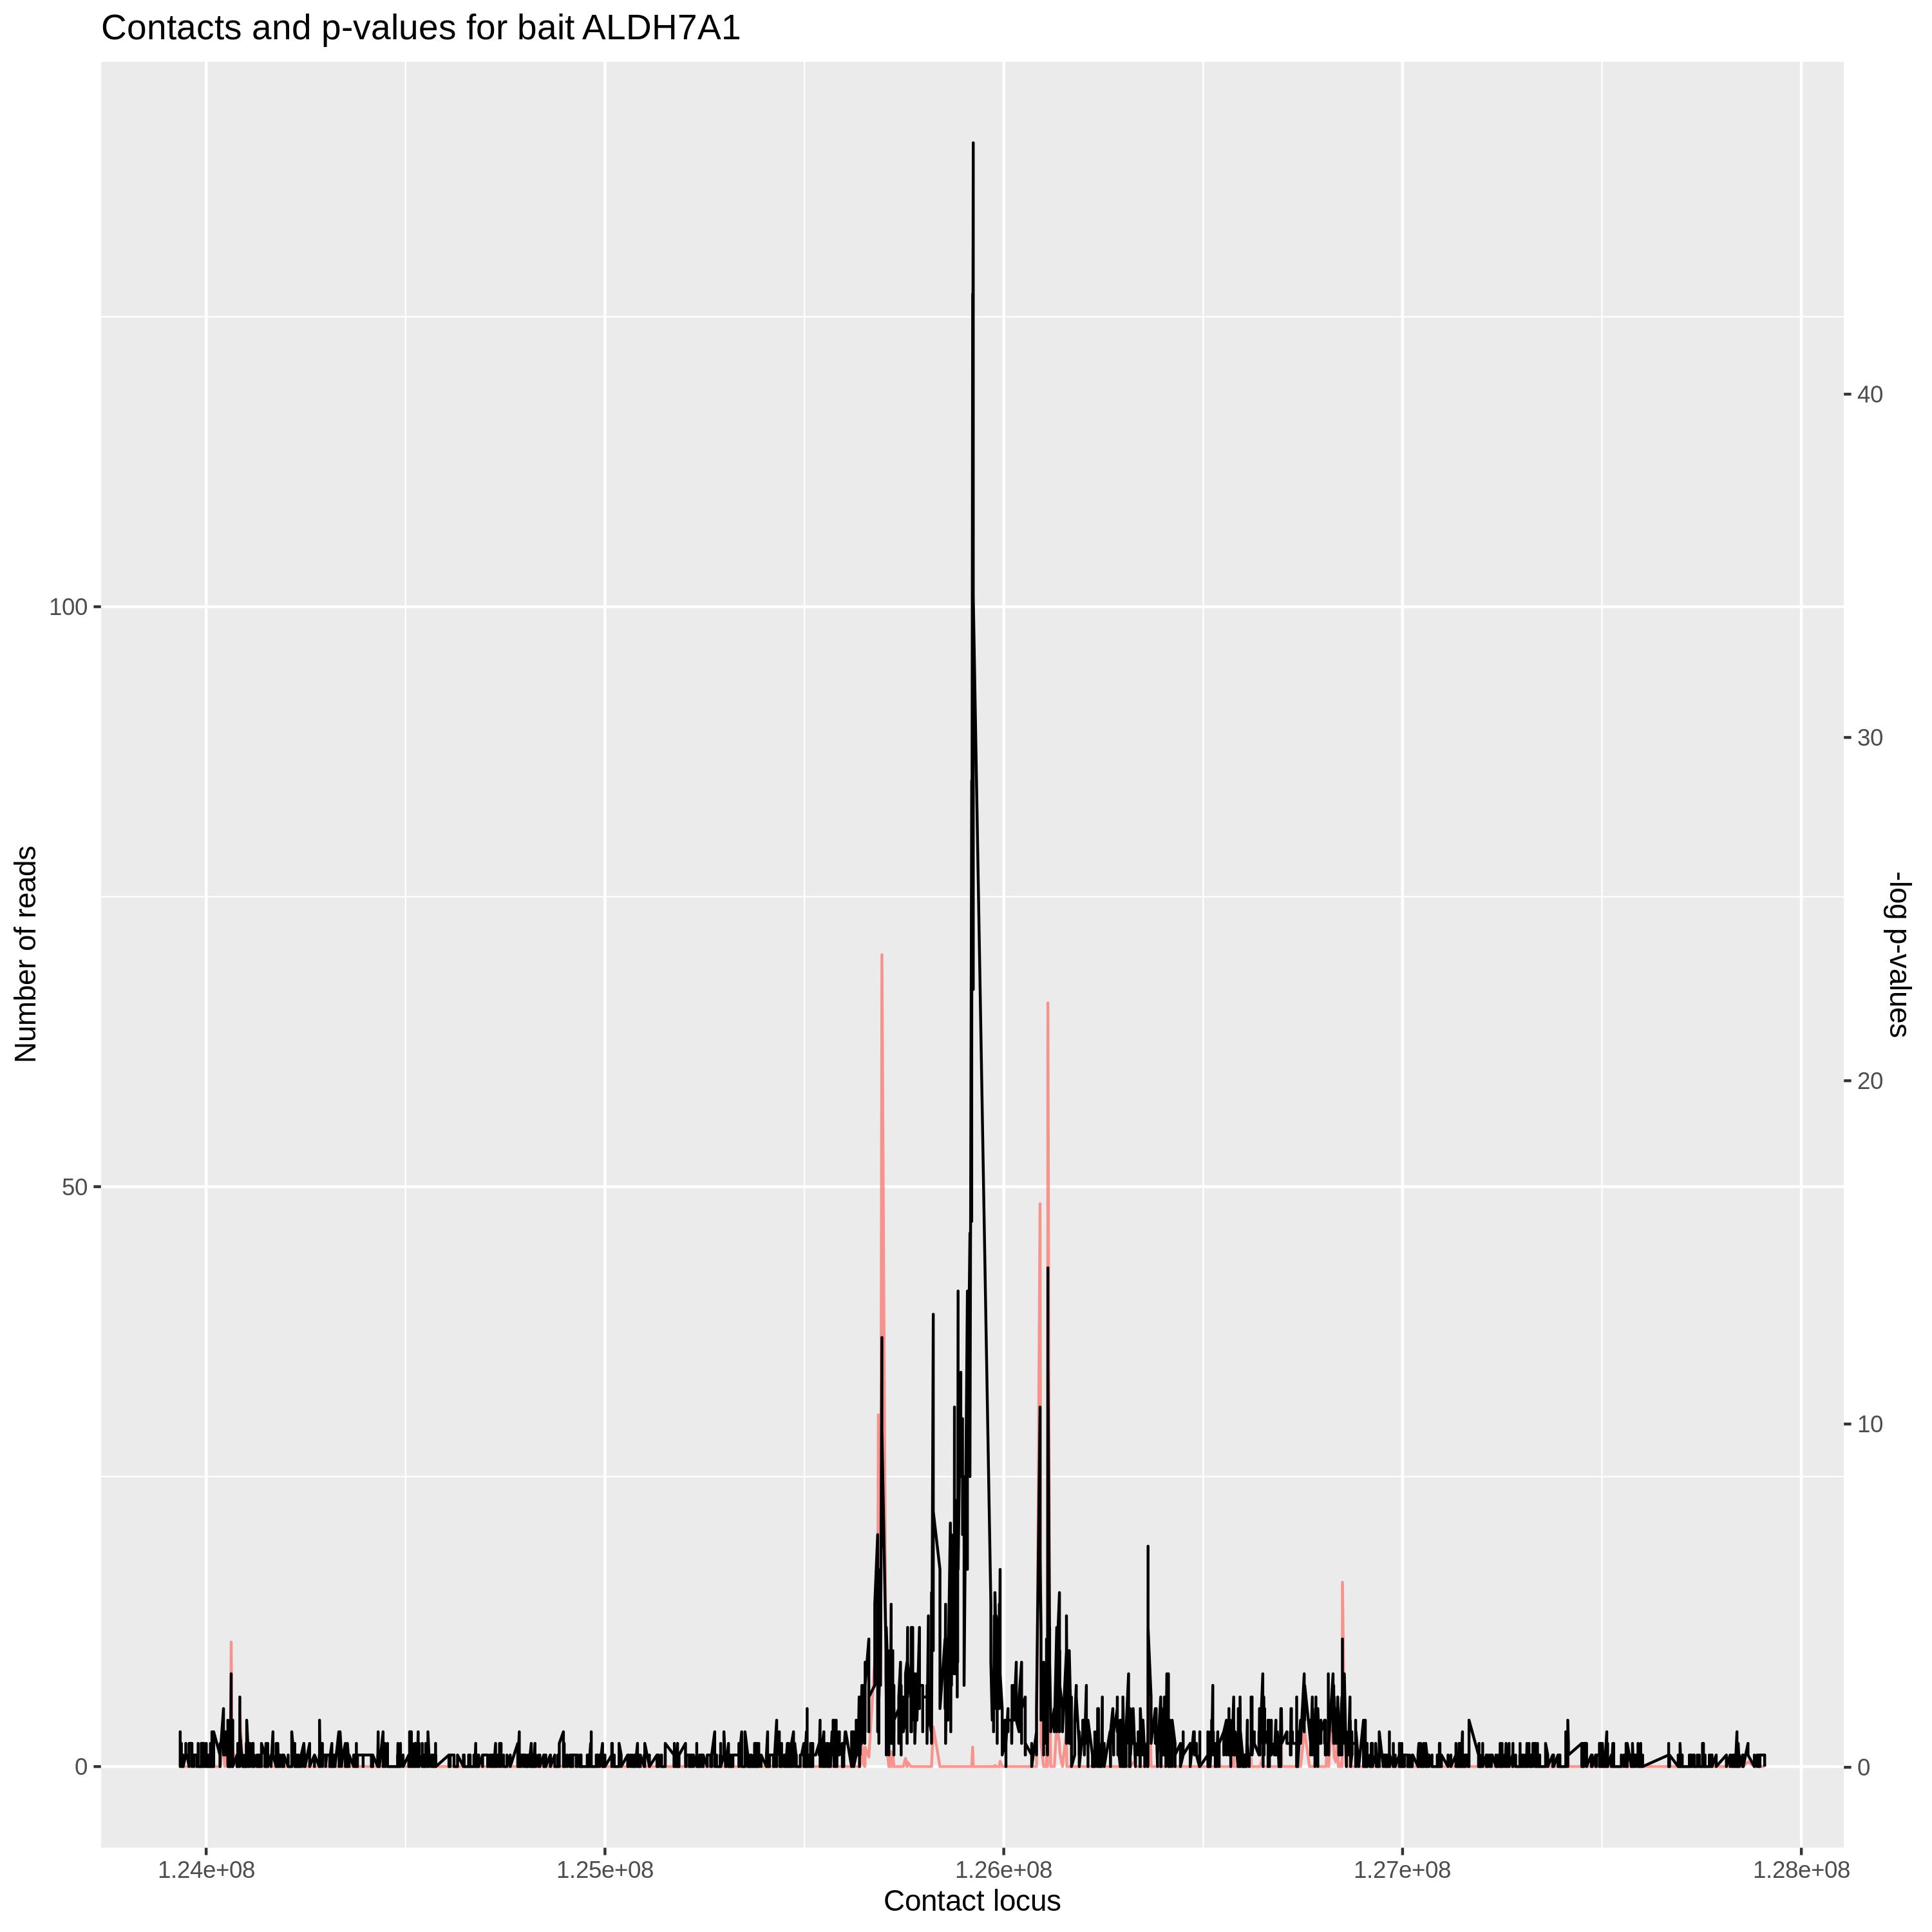 Contacts and p-values for bait ALDH7A1
Number of reads
100
50
0
40
30
20
10
0
-log p-values
1.24e+08 1.25e+08 1.26e+08 1.27e+08 1.28e+08
Contact locus